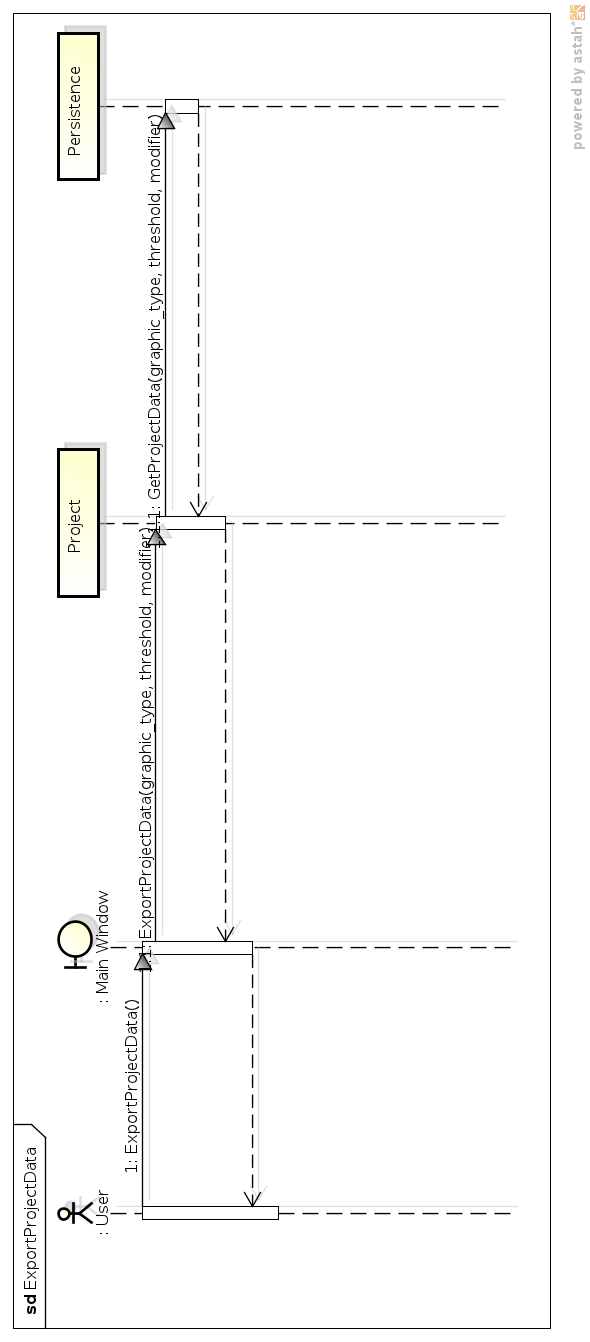 sd ExportProjectData
: User
: Main Window
Project
Persistence
1: ExportProjectData()
1.1: ExportProjectData(graphic_type, threshold, modifier)
1.1.1: GetProjectData(graphic_type, threshold, modifier)
powered by astah*